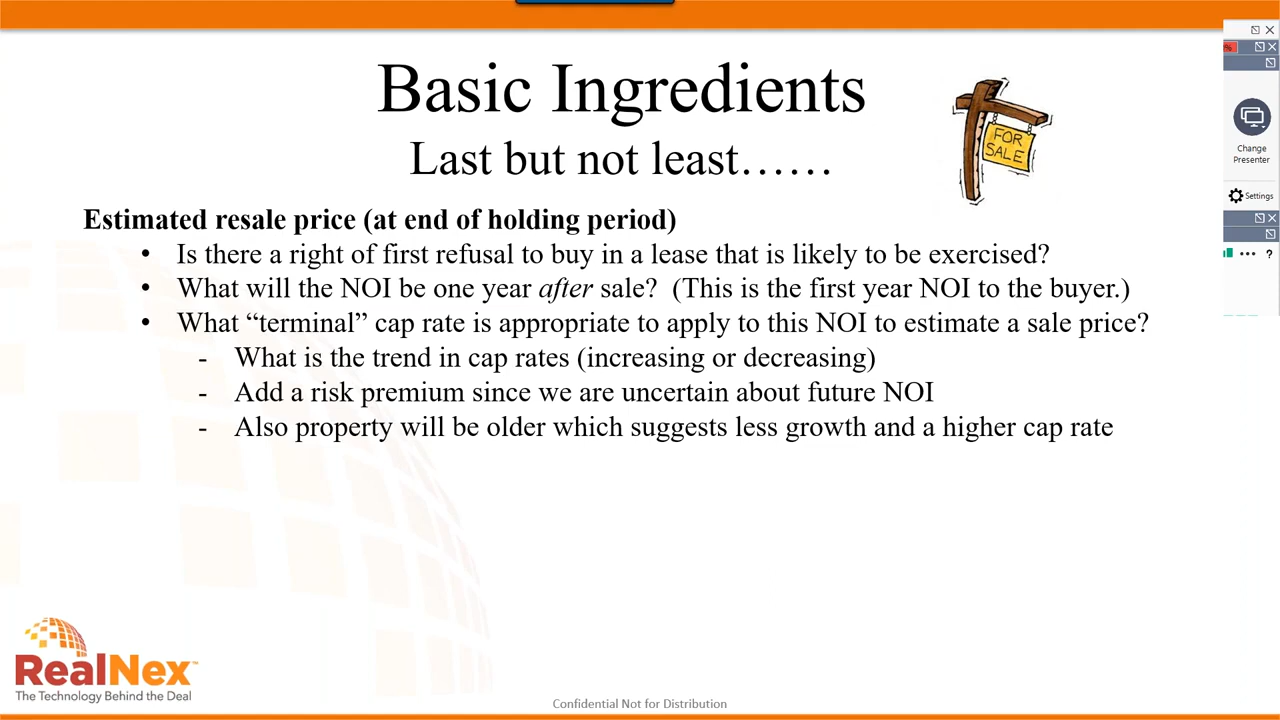 Basic Ingredients
Last but not least……
FOR
SALE
Estimated resale price (at end of holding period)
• Is there a right of first refusal to buy in a lease that is likely to be exercised?
• What will the NOI be one year after sale?  (This is the first year NOI to the buyer.)
• What “terminal” cap rate is appropriate to apply to this NOI to estimate a sale price?
- What is the trend in cap rates (increasing or decreasing)
- Add a risk premium since we are uncertain about future NOI
- Also property will be older which suggests less growth and a higher cap rate
%
Change
Presenter
Settings
... ?
RealNex™
The Technology Behind the Deal
Confidential Not for Distribution